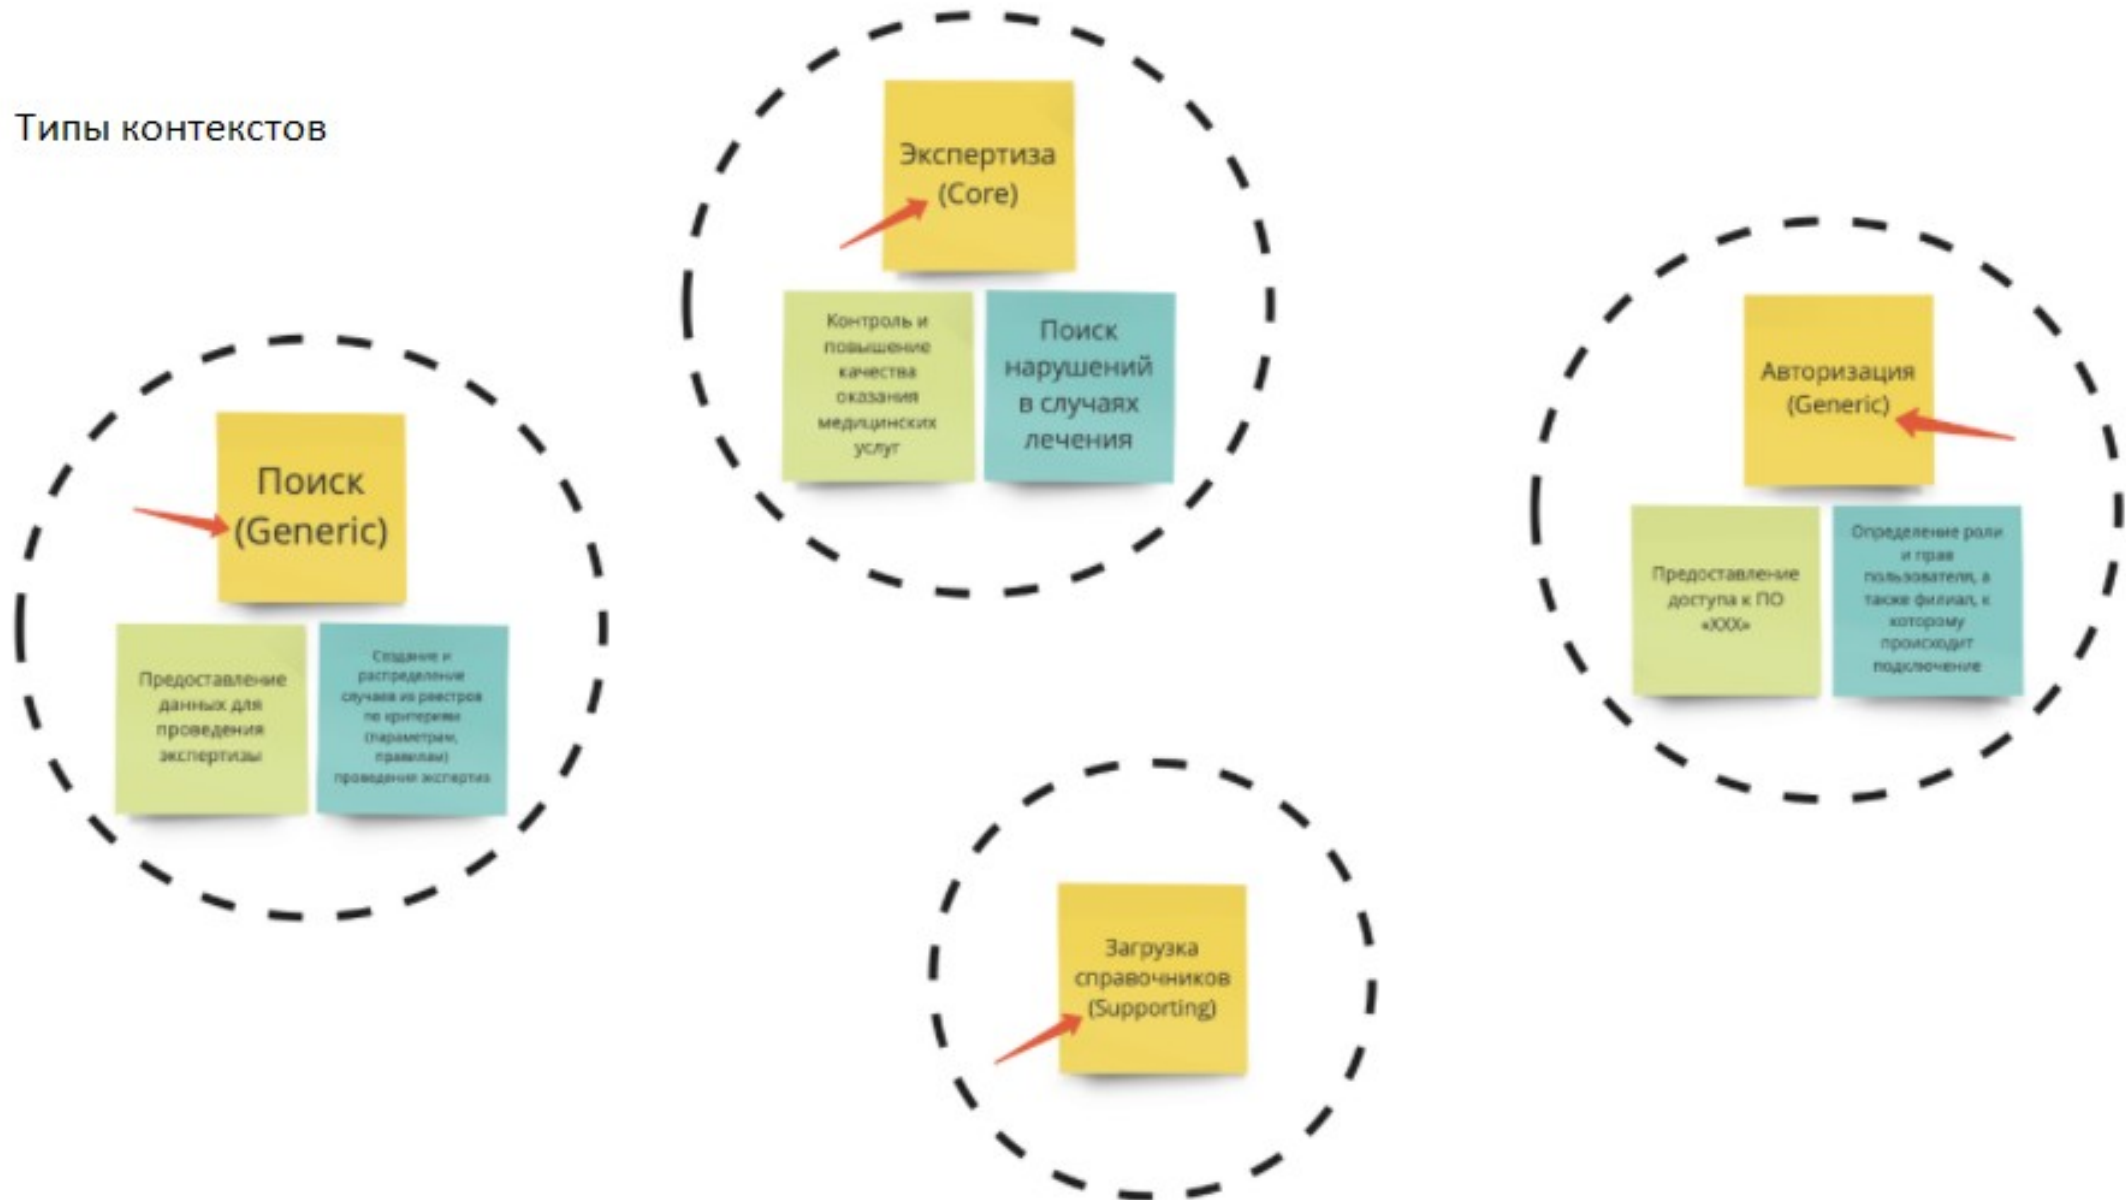 Типы контекстов
Экспертиза
(Core)
Контроль и
повышение
качества
оказания
медицинских
услуг
Поиск
нарушений
в случаях
лечения
Авторизация
(Generic)
Предоставление
доступа к ПО
«XXX»
Определение роли
и прав
пользователя, а
также филиал, к
которому
происходит
подключение
Поиск
(Generic)
Предоставление
данных для
проведения
экспертизы
Создание и
распределение
случаев из реестров
по критериям
(параметрам,
правилам)
проведения экспертиз
Загрузка
справочников
(Supporting)